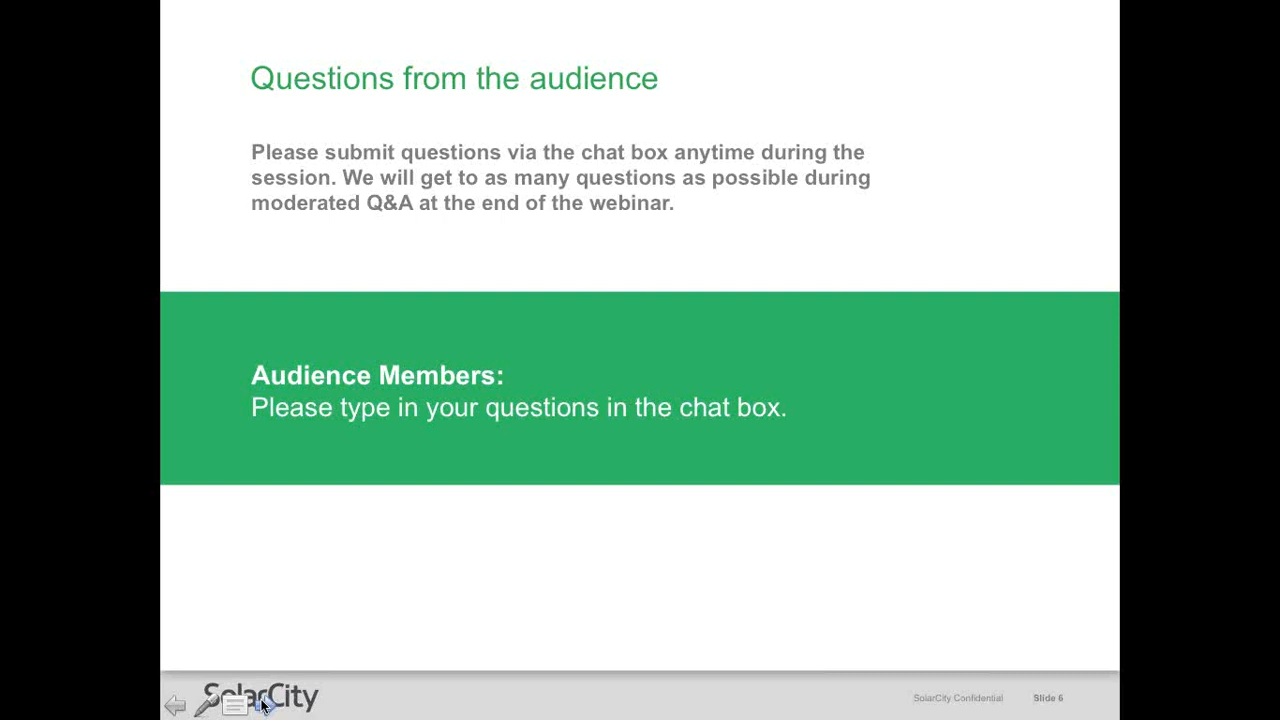 Questions from the audience
Please submit questions via the chat box anytime during the
session. We will get to as many questions as possible during
moderated Q&A at the end of the webinar.
Audience Members:
Please type in your questions in the chat box.
SolarCity
SolarCity Confidential
Slide 6